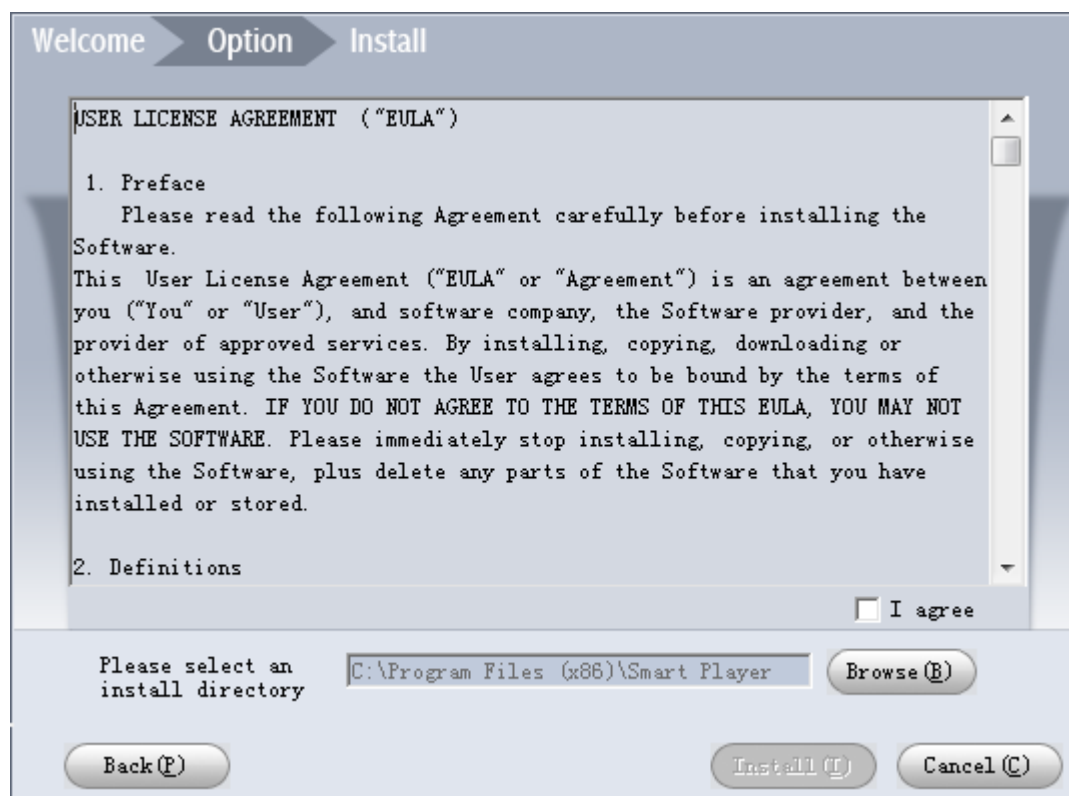 Welcome Option Install
USER LICENSE AGREEMENT ("EULA")
1. Preface
Please read the following Agreement carefully before installing the
Software.
This User License Agreement ("EULA" or "Agreement") is an agreement between
you ("You" or "User"), and software company, the Software provider, and the
provider of approved services. By installing, copying, downloading or
otherwise using the Software the User agrees to be bound by the terms of
this Agreement. IF YOU DO NOT AGREE TO THE TERMS OF THIS EULA, YOU MAY NOT
USE THE SOFTWARE. Please immediately stop installing, copying, or otherwise
using the Software, plus delete any parts of the Software that you have
installed or stored.
2. Definitions
I agree
Please select an
install directory
C:\Program Files (x86)\Smart Player
Browse(B)
Back(P)
Install(I)
Cancel(C)